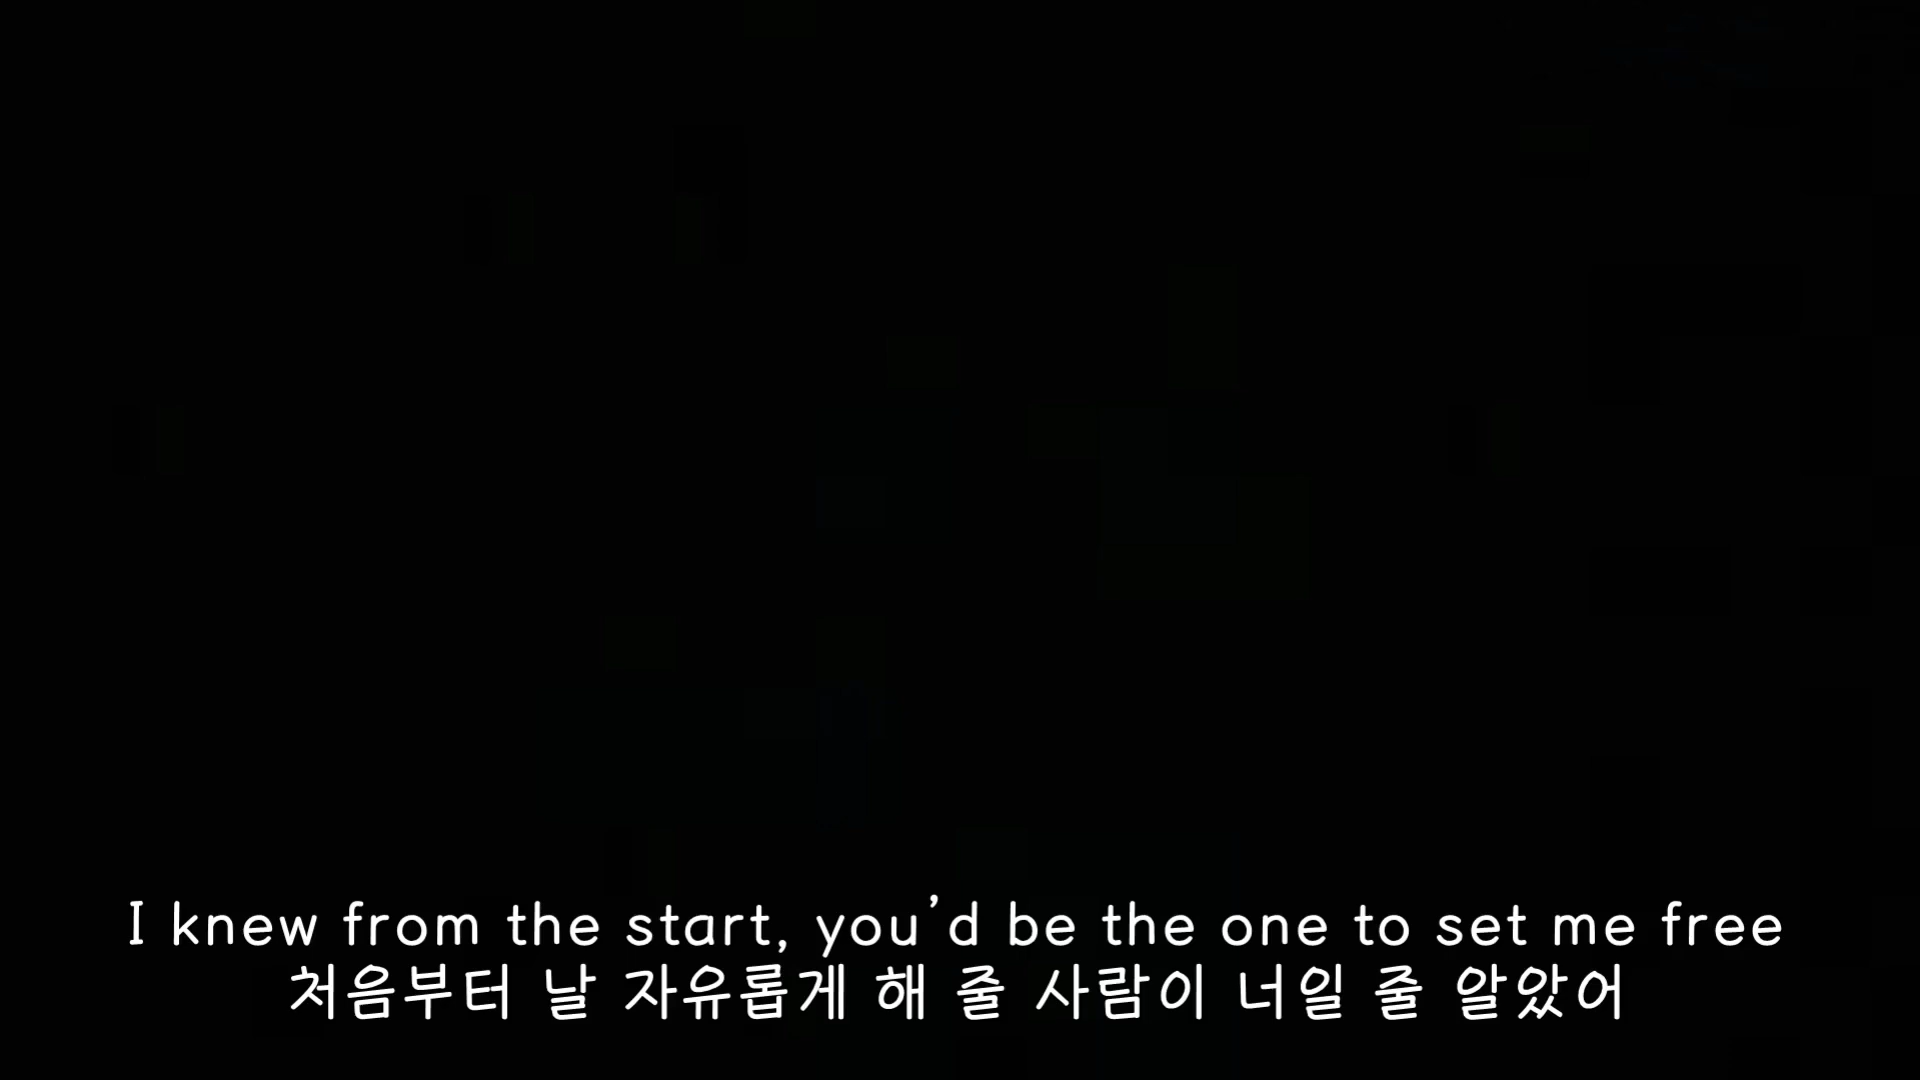 I knew from the start, you’d be the one to set me free
처음부터 날 자유롭게 해 줄 사람이 너일 줄 알았어